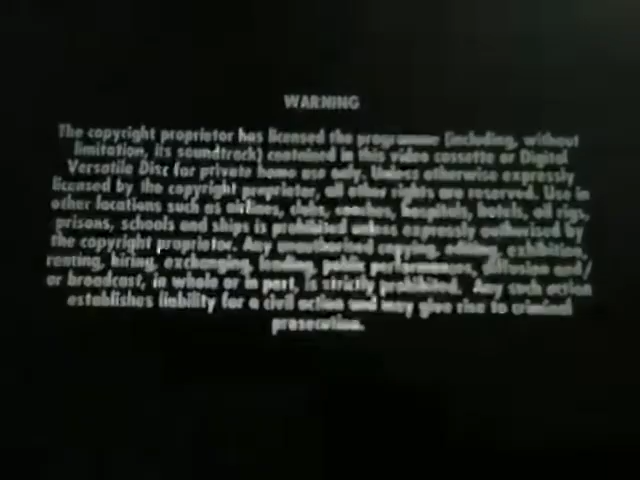 WARNING
The copyright proprietor has licensed the programme (including, without
limitation, its soundtrack) contained in this video cassette or Digital
Versatile Disc for private home use only. Unless otherwise expressly
licensed by the copyright proprietor, all other rights are reserved. Use in
other locations such as airlines, clubs, coaches, hospitals, hotels, oil rigs,
prisons, schools and ships is prohibited unless expressly authorised by
the copyright proprietor. Any unauthorised copying, editing, exhibition,
renting, hiring, exchanging, lending, public performances, diffusion and/
or broadcast, in whole or in part, is strictly prohibited. Any such action
establishes liability for a civil action and may give rise to criminal
prosecution.